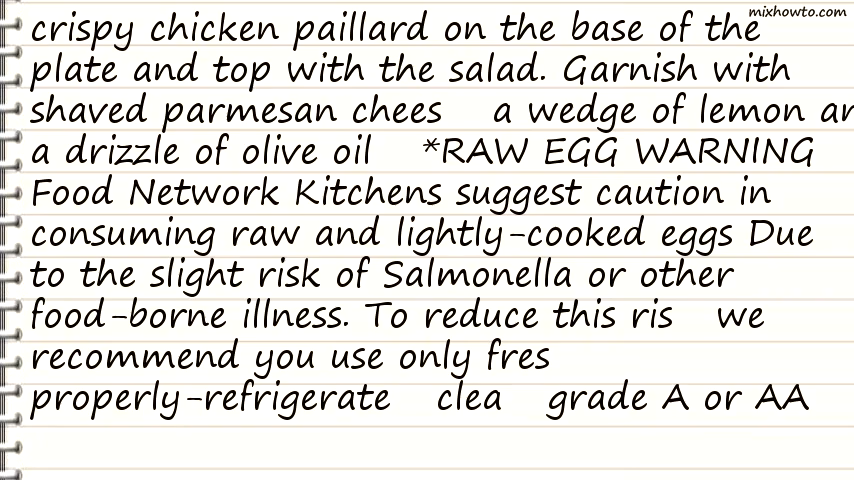 mixhowto.com
crispy chicken paillard on the base of the
plate and top with the salad. Garnish with
shaved parmesan chees a wedge of lemon an
a drizzle of olive oil *RAW EGG WARNING
Food Network Kitchens suggest caution in
consuming raw and lightly-cooked eggs Due
to the slight risk of Salmonella or other
food-borne illness. To reduce this ris we
recommend you use only fres
properly-refrigerate clea grade A or AA